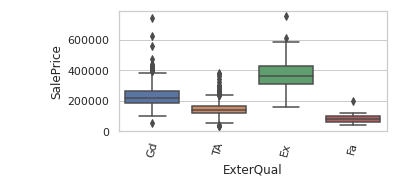 SalePrice
600000
400000
200000
0
Gd
TA
Ex
Fa
ExterQual